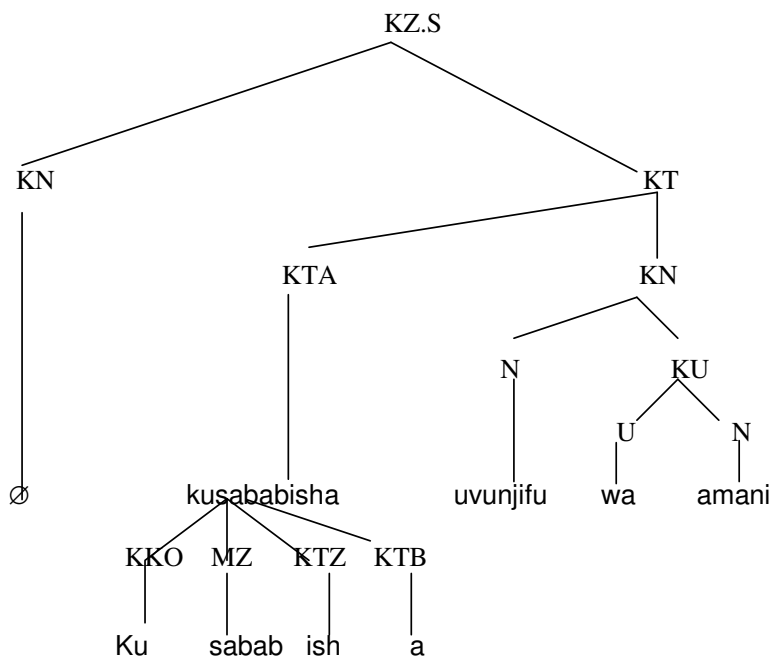 KZ.S
KN KT
KTA KN
N KU
U N
∅ kusababisha uvunjifu wa amani
KKO MZ KTZ KTB
Ku sabab ish a